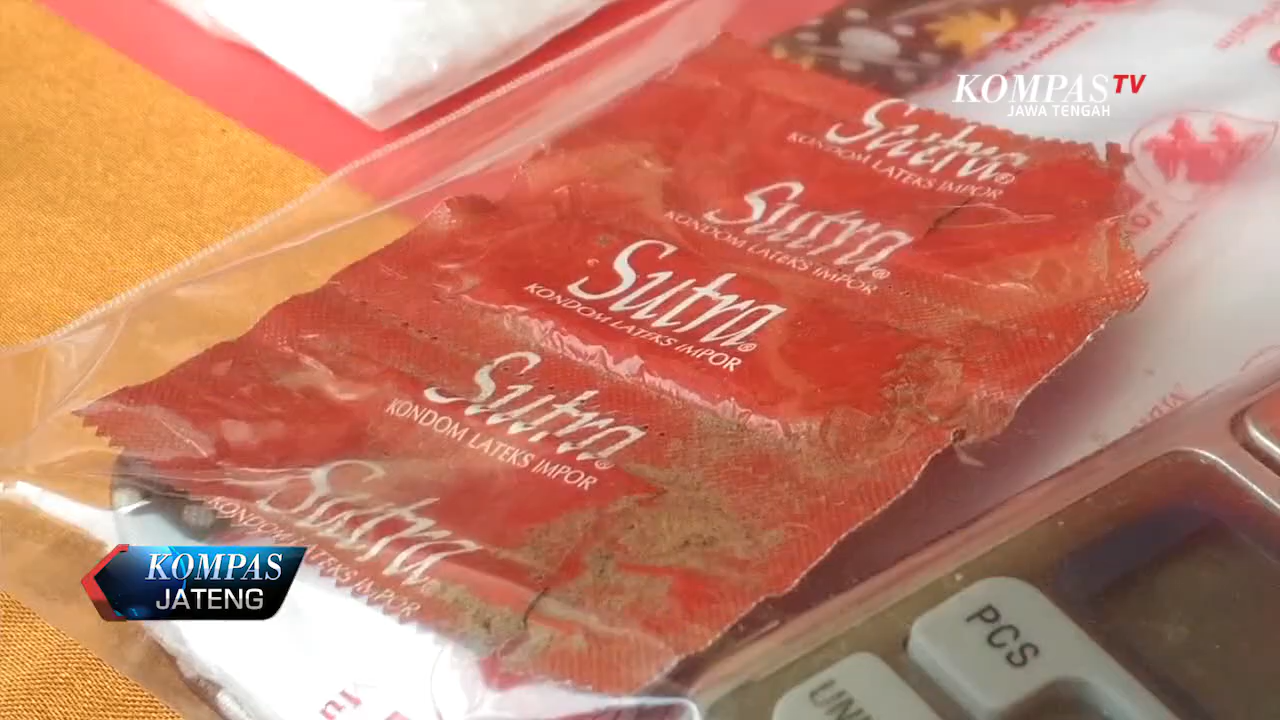 KOMPAS TV
JAWA TENGAH
Sutra®
KONDOM LATEKS IMPOR
Sutra®
KONDOM LATEKS IMPOR
Sutra®
KONDOM LATEKS IMPOR
Sutra®
KONDOM LATEKS IMPOR
Sutra®
KONDOM LATEKS IMPOR
KOMPAS
JATENG
PCS